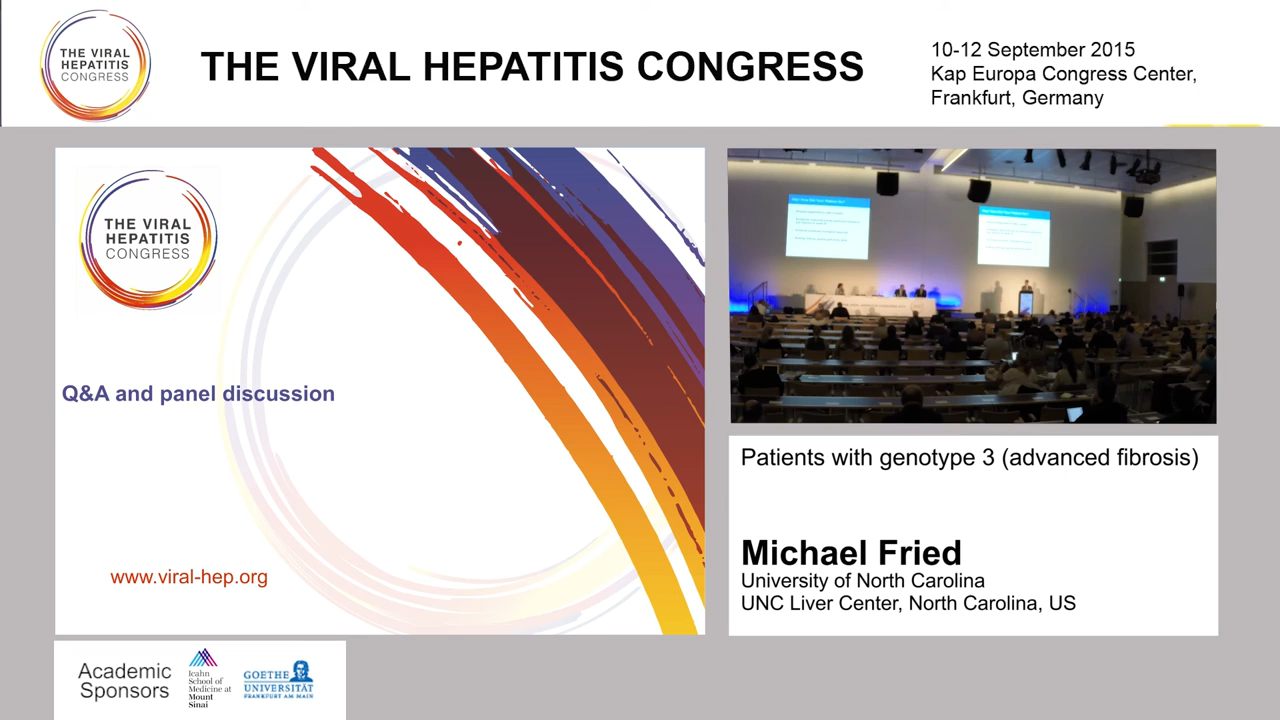 THE VIRAL
HEPATITIS
CONGRESS
THE VIRAL HEPATITIS CONGRESS
10-12 September 2015
Kap Europa Congress Center,
Frankfurt, Germany
THE VIRAL
HEPATITIS
CONGRESS
Q&A and panel discussion
www.viral-hep.org
Patients with genotype 3 (advanced fibrosis)
Michael Fried
University of North Carolina
UNC Liver Center, North Carolina, US
Academic
Sponsors
Icahn
School of
Medicine at
Mount
Sinai
GOETHE
UNIVERSITÄT
FRANKFURT AM MAIN